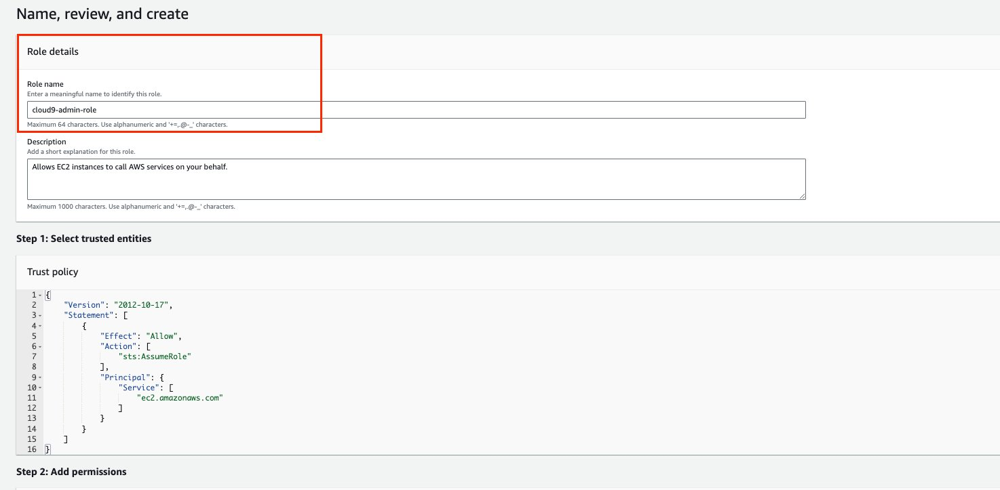 Name, review, and create
Role details
Role name
Enter a meaningful name to identify this role.
cloud9-admin-role
Maximum 64 characters. Use alphanumeric and '+=,.@-_' characters.
Description
Add a short explanation for this role.
Allows EC2 instances to call AWS services on your behalf.
Maximum 1000 characters. Use alphanumeric and '+=,.@-_' characters.
Step 1: Select trusted entities
Trust policy
1 {
2     "Version": "2012-10-17",
3     "Statement": [
4         {
5             "Effect": "Allow",
6             "Action": [
7                 "sts:AssumeRole"
8             ],
9             "Principal": {
10                 "Service": [
11                     "ec2.amazonaws.com"
12                 ]
13             }
14         }
15     ]
16 }
Step 2: Add permissions